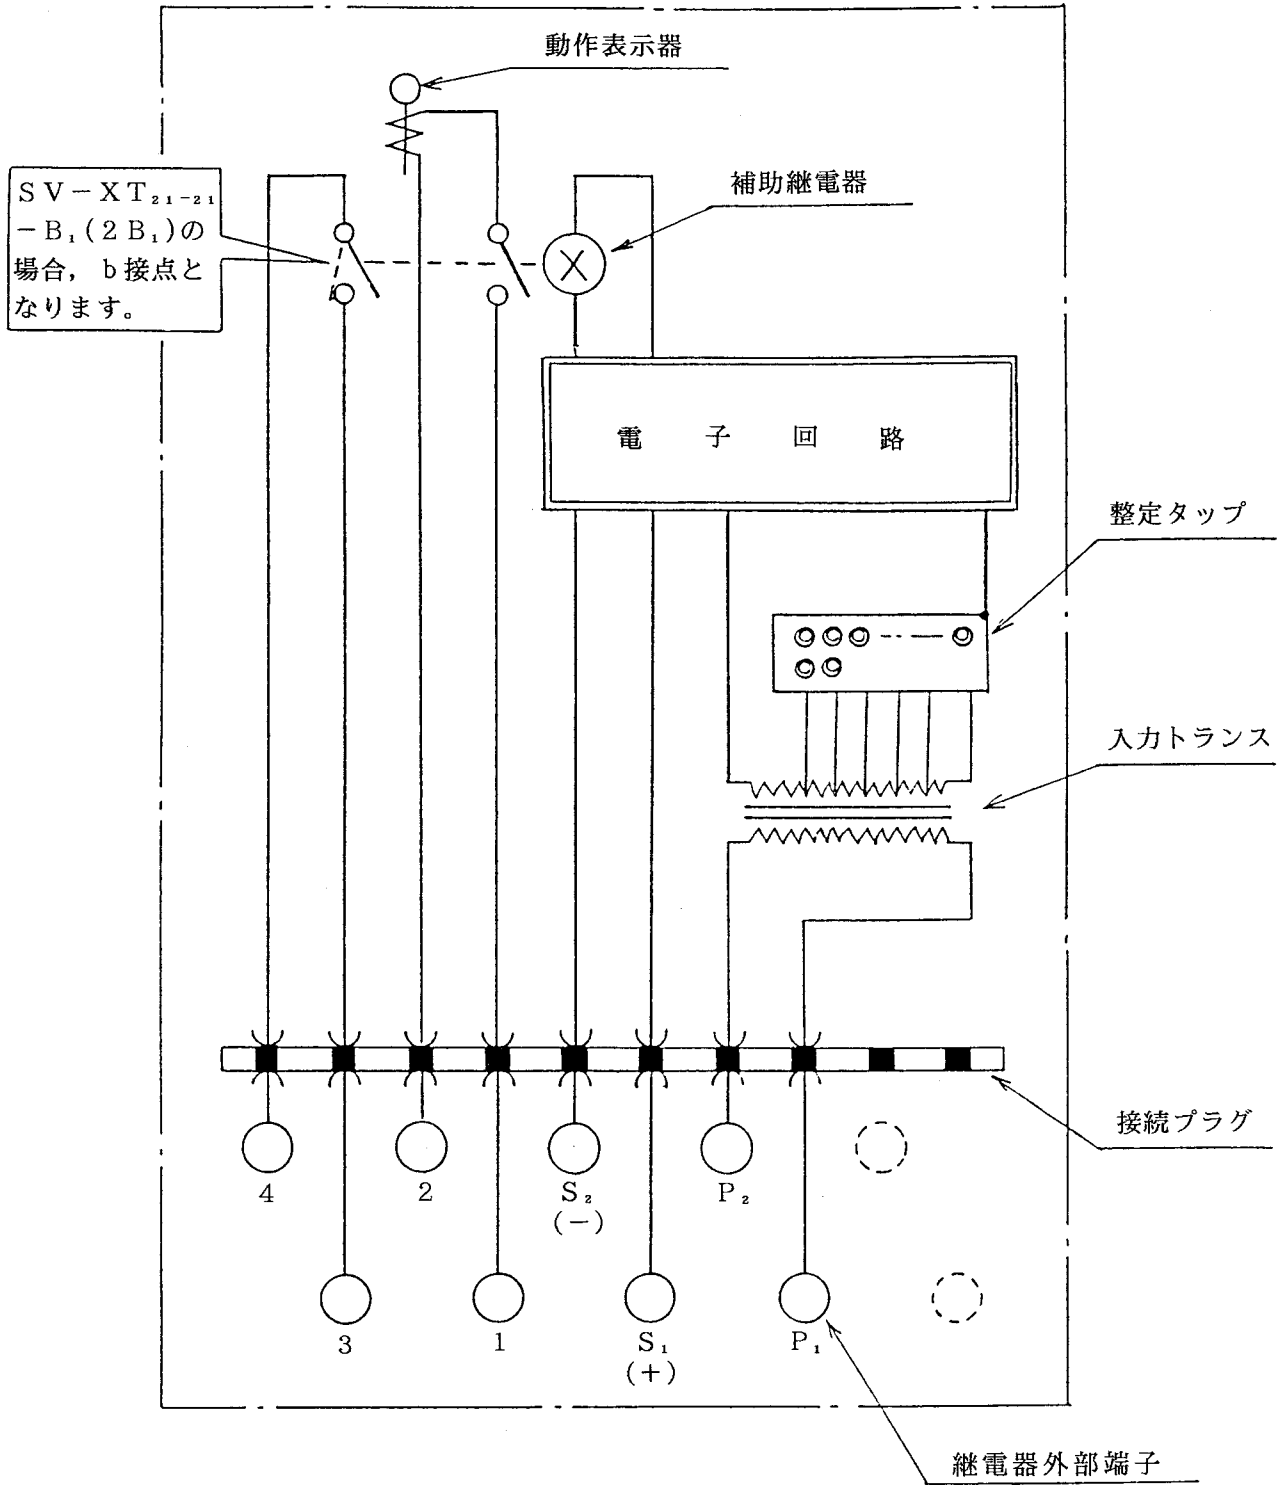 動作表示器
補助継電器
SV－XT₂₁₋₂₁
－B₁(2B₁)の
場合，b接点と
なります。
X
電子回路
整定タップ
入力トランス
接続プラグ
4
2
S₂
(－)
P₂
3
1
S₁
(＋)
P₁
継電器外部端子